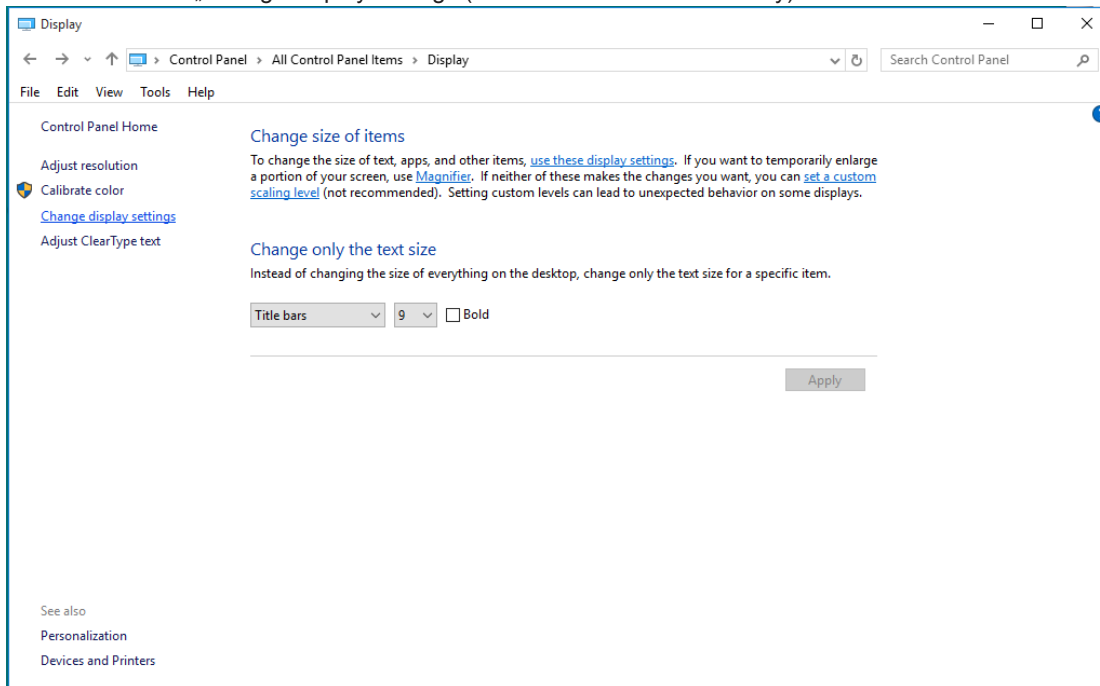 Display
Control Panel > All Control Panel Items > Display
Search Control Panel
File Edit View Tools Help
Control Panel Home
Adjust resolution
Calibrate color
Change display settings
Adjust ClearType text
Change size of items
To change the size of text, apps, and other items, use these display settings. If you want to temporarily enlarge
a portion of your screen, use Magnifier. If neither of these makes the changes you want, you can set a custom
scaling level (not recommended). Setting custom levels can lead to unexpected behavior on some displays.
Change only the text size
Instead of changing the size of everything on the desktop, change only the text size for a specific item.
Title bars 9 Bold
Apply
See also
Personalization
Devices and Printers